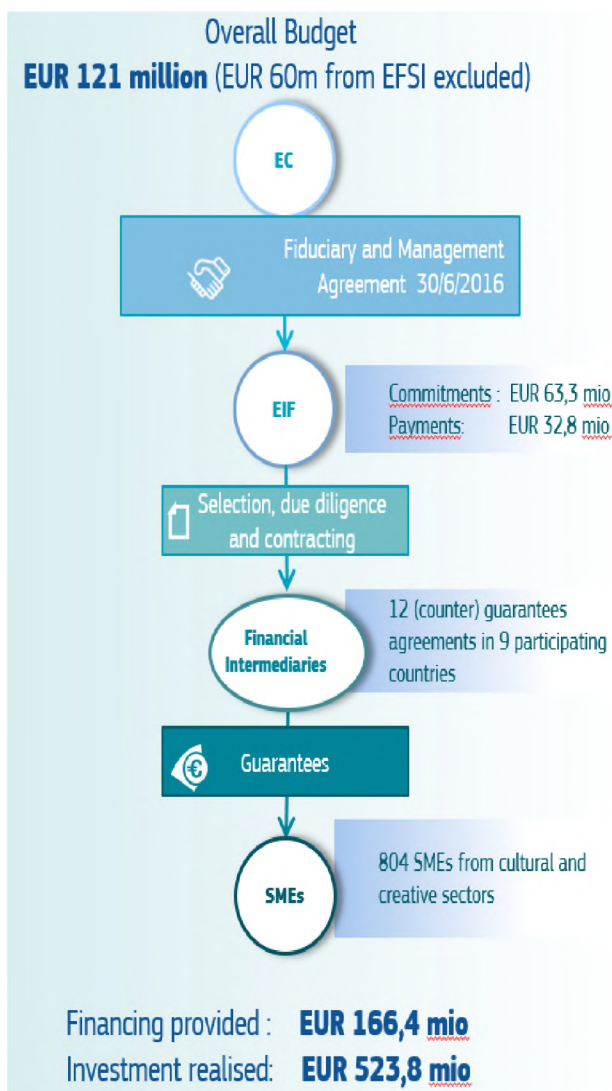 Overall Budget
EUR 121 million (EUR 60m from EFSI excluded)
EC
Fiduciary and Management
Agreement 30/6/2016
EIF
Commitments : EUR 63,3 mio
Payments: EUR 32,8 mio
Selection, due diligence
and contracting
Financial
Intermediaries
12 (counter) guarantees
agreements in 9 participating
countries
€ Guarantees
SMEs
804 SMEs from cultural and
creative sectors
Financing provided : EUR 166,4 mio
Investment realised: EUR 523,8 mio